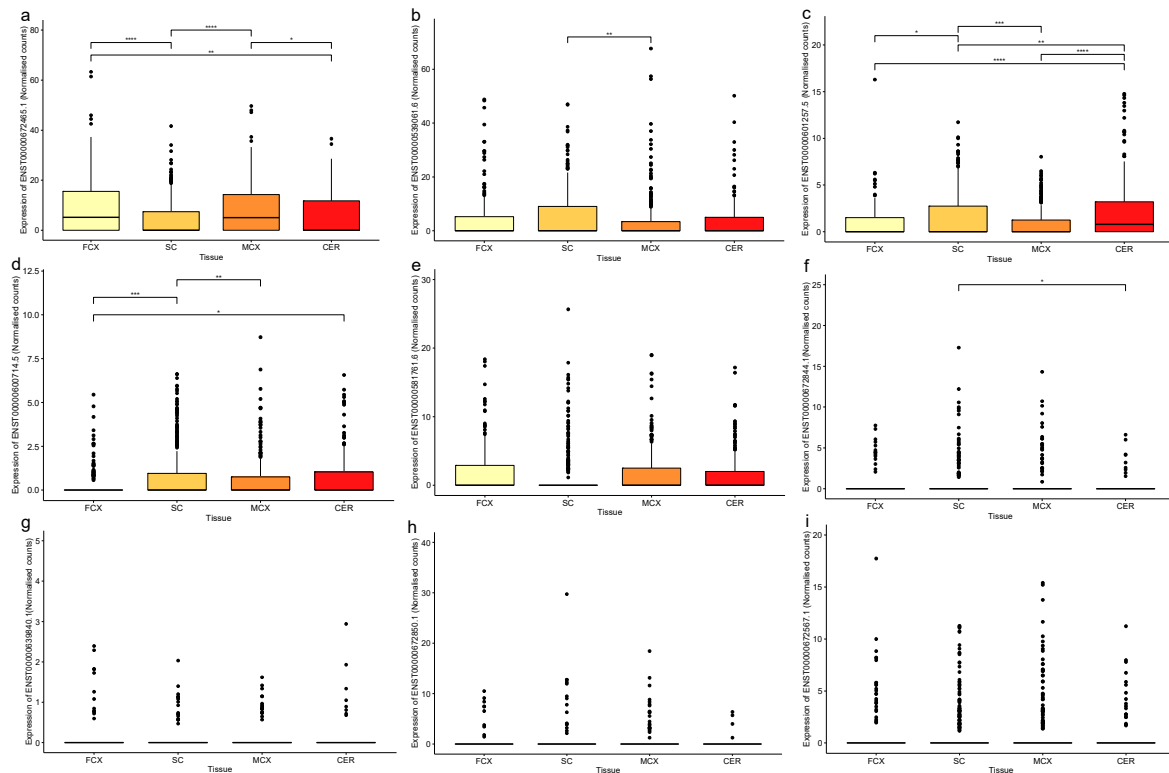 a
Expression of ENST00000672465.1 (Normalised counts)
80
60
40
20
0
****
****
*
**
FCX SC MCX CER
Tissue
b
Expression of ENST00000539061.6 (Normalised counts)
60
40
20
0
**
FCX SC MCX CER
Tissue
c
Expression of ENST00000601257.5 (Normalised counts)
20
15
10
5
0
***
*
**
****
****
FCX SC MCX CER
Tissue
d
Expression of ENST00000600714.5 (Normalised counts)
12.5
10.0
7.5
5.0
2.5
0.0
**
***
*
FCX SC MCX CER
Tissue
e
Expression of ENST00000581761.6 (Normalised counts)
30
20
10
0
FCX SC MCX CER
Tissue
f
Expression of ENST00000672844.1(Normalised counts)
25
20
15
10
5
0
*
FCX SC MCX CER
Tissue
g
Expression of ENST00000639840.1(Normalised counts)
5
4
3
2
1
0
FCX SC MCX CER
Tissue
h
Expression of ENST00000672850.1 (Normalised counts)
40
30
20
10
0
FCX SC MCX CER
Tissue
i
Expression of ENST00000672567.1 (Normalised counts)
20
15
10
5
0
FCX SC MCX CER
Tissue